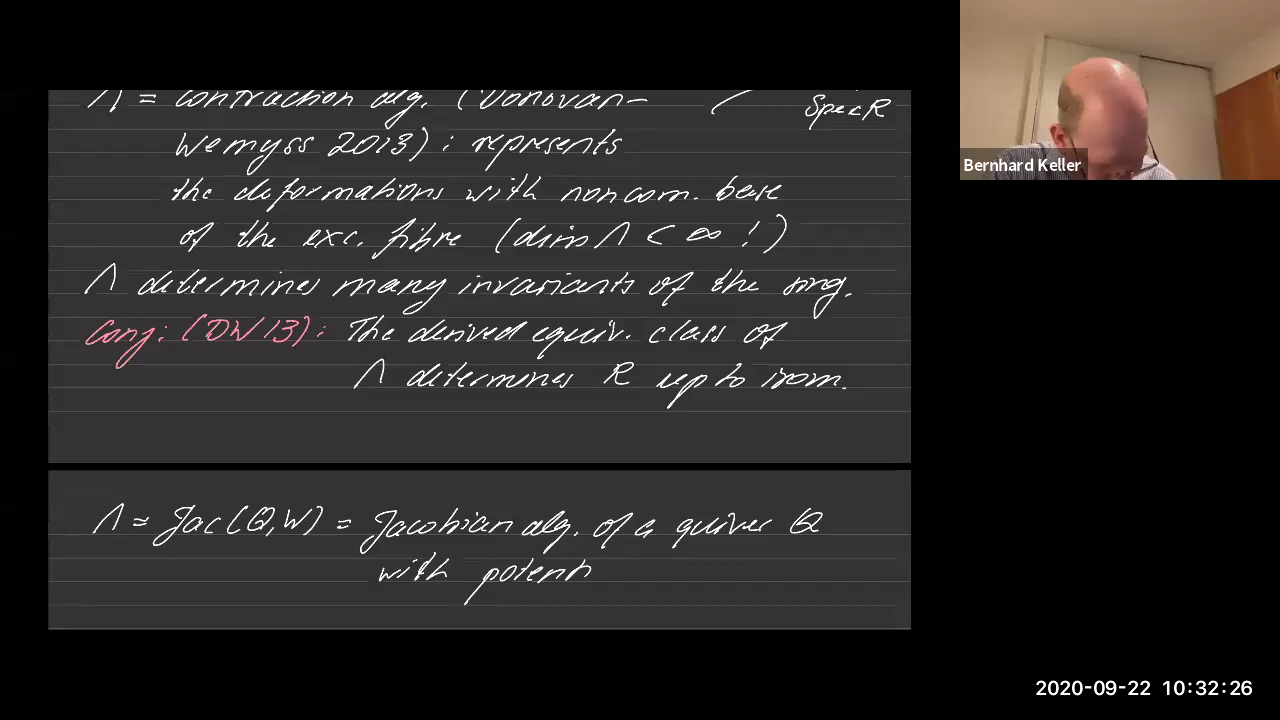 Λ = contraction alg. (Donovan–
Spec R
Wemyss 2013) : represents
the deformations with noncom. base
of the exc. fibre (dim Λ < ∞ !)
Λ determines many invariants of the sing.
Conj: (DW 13): The derived equiv. class of
Λ determines R up to isom.
Λ ≃ Jac(Q,W) = Jacobian alg. of a quiver Q
with potent
Bernhard Keller
2020-09-22 10:32:26